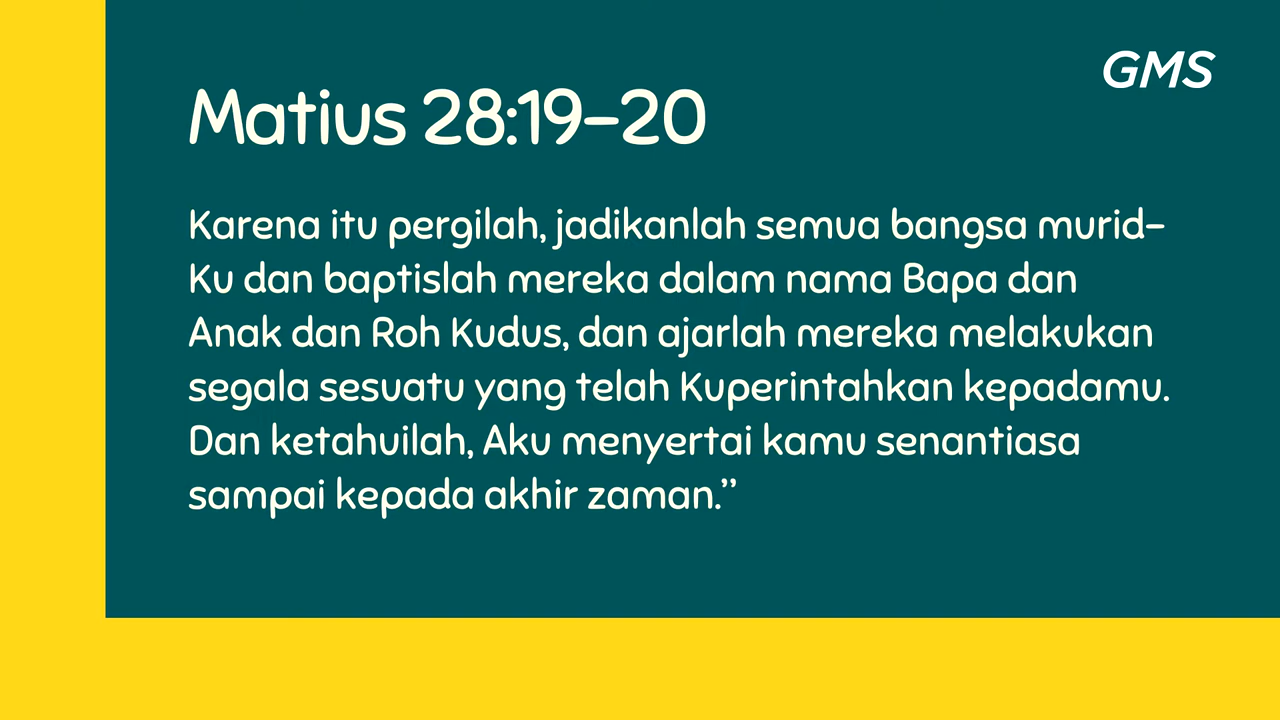 GMS
Matius 28:19-20
Karena itu pergilah, jadikanlah semua bangsa murid-
Ku dan baptislah mereka dalam nama Bapa dan
Anak dan Roh Kudus, dan ajarlah mereka melakukan
segala sesuatu yang telah Kuperintahkan kepadamu.
Dan ketahuilah, Aku menyertai kamu senantiasa
sampai kepada akhir zaman.”